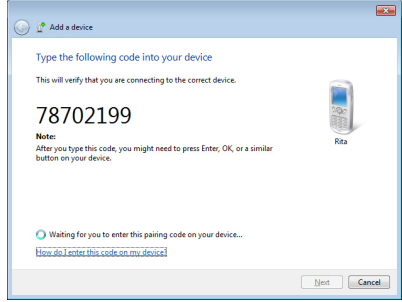 Add a device
Type the following code into your device
This will verify that you are connecting to the correct device.
78702199
Note:
After you type this code, you might need to press Enter, OK, or a similar
button on your device.
Rita
Waiting for you to enter this pairing code on your device...
How do I enter this code on my device?
Next
Cancel